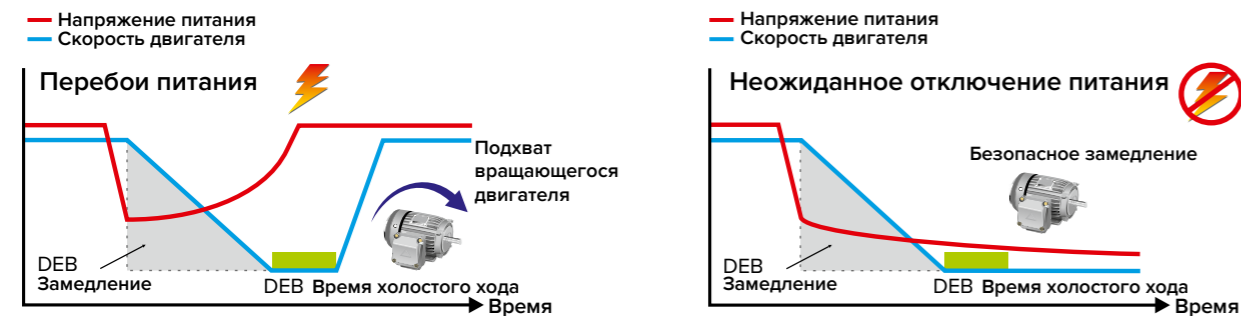 Напряжение питания
Скорость двигателя
Перебои питания
Подхват
вращающегося
двигателя
DEB
Замедление
DEB Время холостого хода
Время
Напряжение питания
Скорость двигателя
Неожиданное отключение питания
Безопасное замедление
DEB
Замедление
DEB Время холостого хода
Время